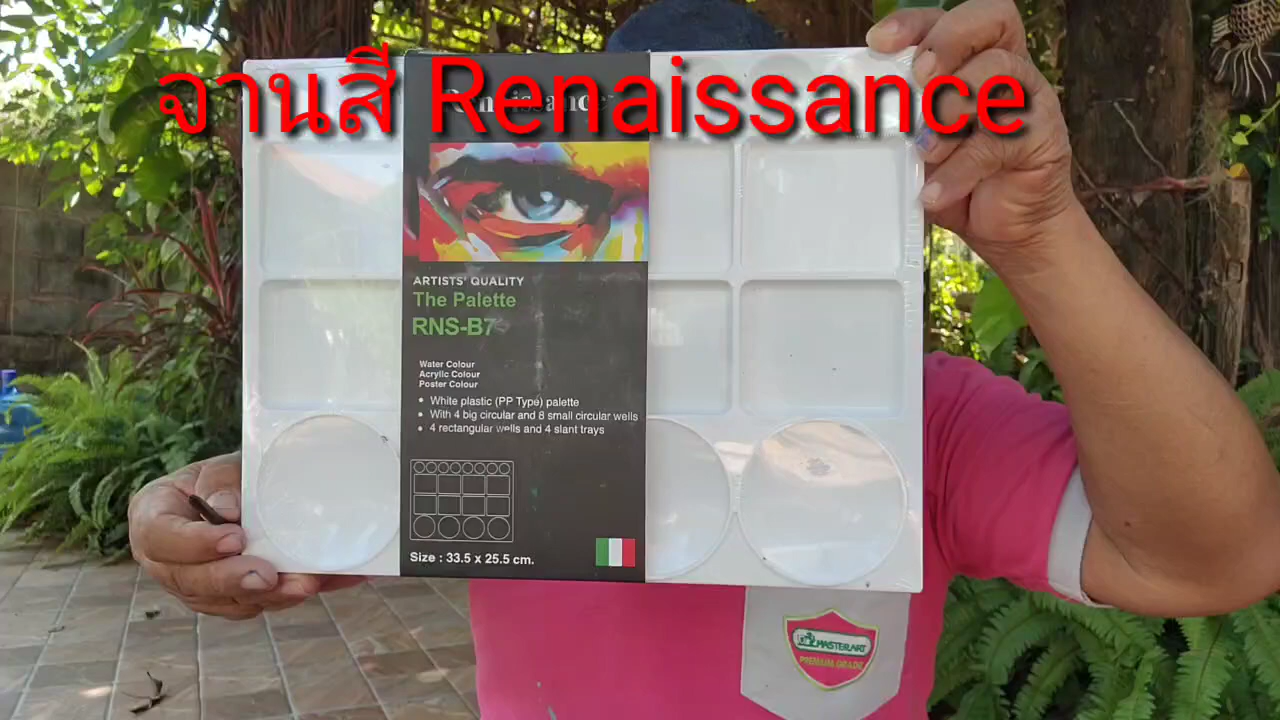 จานสี Renaissance
Renaissance
ARTISTS' QUALITY
The Palette
RNS-B7
Water Colour
Acrylic Colour
Poster Colour
• White plastic (PP Type) palette
• With 4 big circular and 8 small circular wells
• 4 rectangular wells and 4 slant trays
Size : 33.5 x 25.5 cm.
MASTERART
PREMIUM GRADE